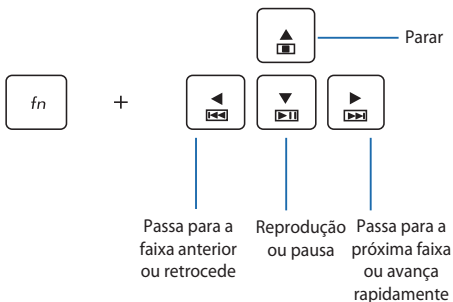 Parar
fn
+
Passa para a
faixa anterior
ou retrocede
Reprodução
ou pausa
Passa para a
próxima faixa
ou avança
rapidamente